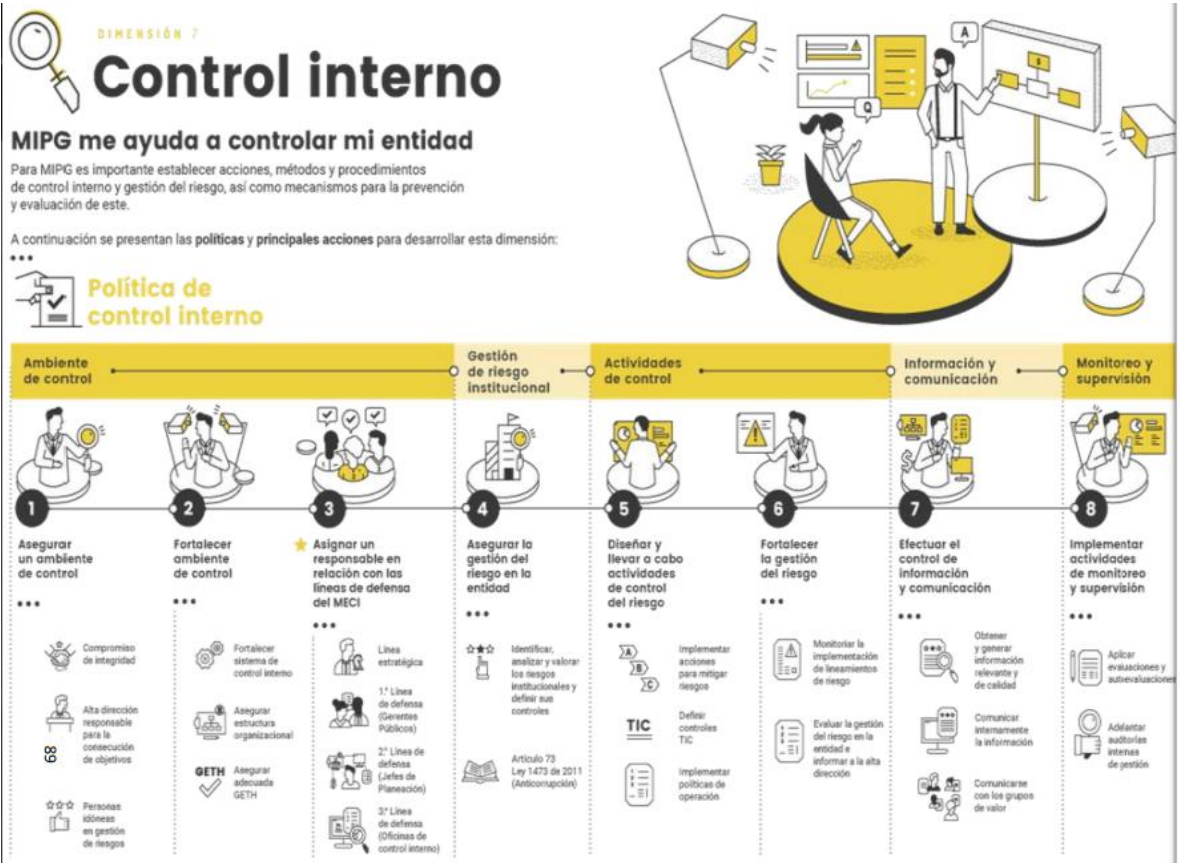 DIMENSIÓN 7
Control interno
MIPG me ayuda a controlar mi entidad
Para MIPG es importante establecer acciones, métodos y procedimientos
de control interno y gestión del riesgo, así como mecanismos para la prevención
y evaluación de este.
A continuación se presentan las políticas y principales acciones para desarrollar esta dimensión:
A
Q
$
Política de
control interno
Ambiente
de control
Gestión
de riesgo
institucional
Actividades
de control
Información y
comunicación
Monitoreo y
supervisión
1
Asegurar
un ambiente
de control
Compromiso
de integridad
Alta dirección
responsable
para la
consecución
de objetivos
Personas
idóneas
en gestión
de riesgos
2
Fortalecer
ambiente
de control
Fortalecer
sistema de
control interno
Asegurar
estructura
organizacional
GETH
Asegurar
adecuada
GETH
3
Asignar un
responsable en
relación con las
líneas de defensa
del MECI
Línea
estratégica
1.ª Línea
de defensa
(Gerentes
Públicos)
2.ª Línea de
defensa
(Jefes de
Planeación)
3.ª Línea
de defensa
(Oficinas de
control interno)
4
Asegurar la
gestión del
riesgo en la
entidad
Identificar,
analizar y valorar
los riesgos
institucionales y
definir sus
controles
Artículo 73
Ley 1473 de 2011
(Anticorrupción)
5
Diseñar y
llevar a cabo
actividades
de control
del riesgo
A
B
C
Implementar
acciones
para mitigar
riesgos
TIC
Definir
controles
TIC
Implementar
políticas de
operación
6
Fortalecer
la gestión
del riesgo
Monitoriar la
implementación
de lineamientos
de riesgo
Evaluar la gestión
del riesgo en la
entidad e
informar a la alta
dirección
$
7
Efectuar el
control de
información
y comunicación
Obtener
y generar
información
relevante y
de calidad
Comunicar
internamente
la información
Comunicarse
con los grupos
de valor
8
Implementar
actividades
de monitoreo
y supervisión
Aplicar
evaluaciones y
autoevaluaciones
Adelantar
auditorías
internas
de gestión
89